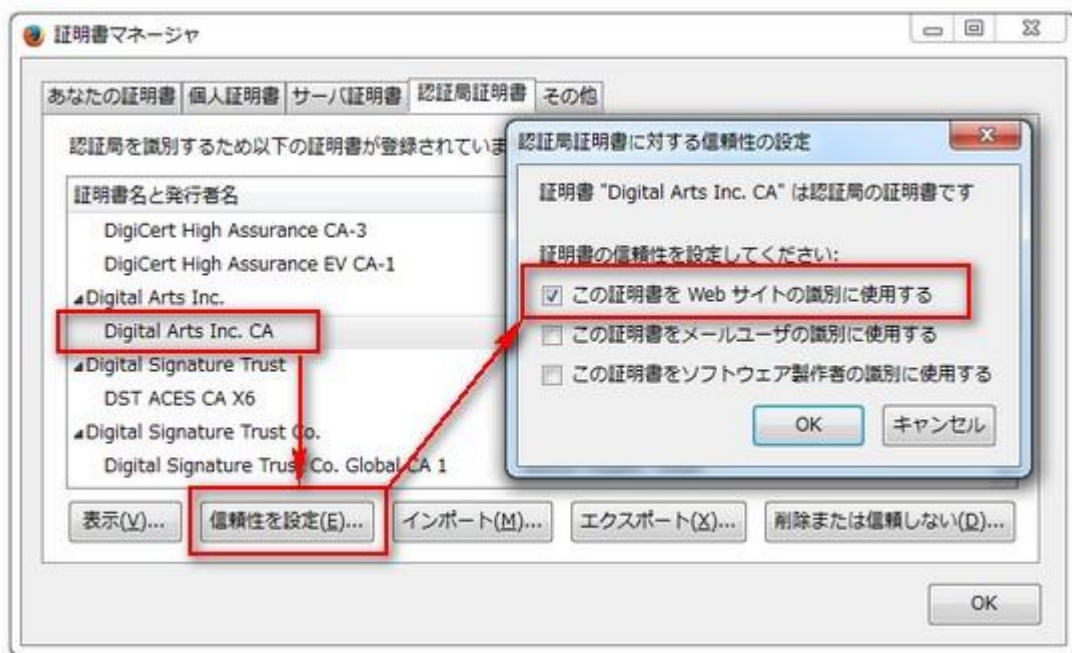 証明書マネージャ
あなたの証明書 個人証明書 サーバ証明書 認証局証明書 その他
認証局を識別するため以下の証明書が登録されていま
証明書名と発行者名
DigiCert High Assurance CA-3
DigiCert High Assurance EV CA-1
Digital Arts Inc.
Digital Arts Inc. CA
Digital Signature Trust
DST ACES CA X6
Digital Signature Trust Co.
Digital Signature Trust Co. Global CA 1
表示(V)... 信頼性を設定(E)... インポート(M)... エクスポート(X)... 削除または信頼しない(D)...
OK
認証局証明書に対する信頼性の設定
証明書 "Digital Arts Inc. CA" は認証局の証明書です
証明書の信頼性を設定してください:
この証明書を Web サイトの識別に使用する
この証明書をメールユーザの識別に使用する
この証明書をソフトウェア製作者の識別に使用する
OK キャンセル